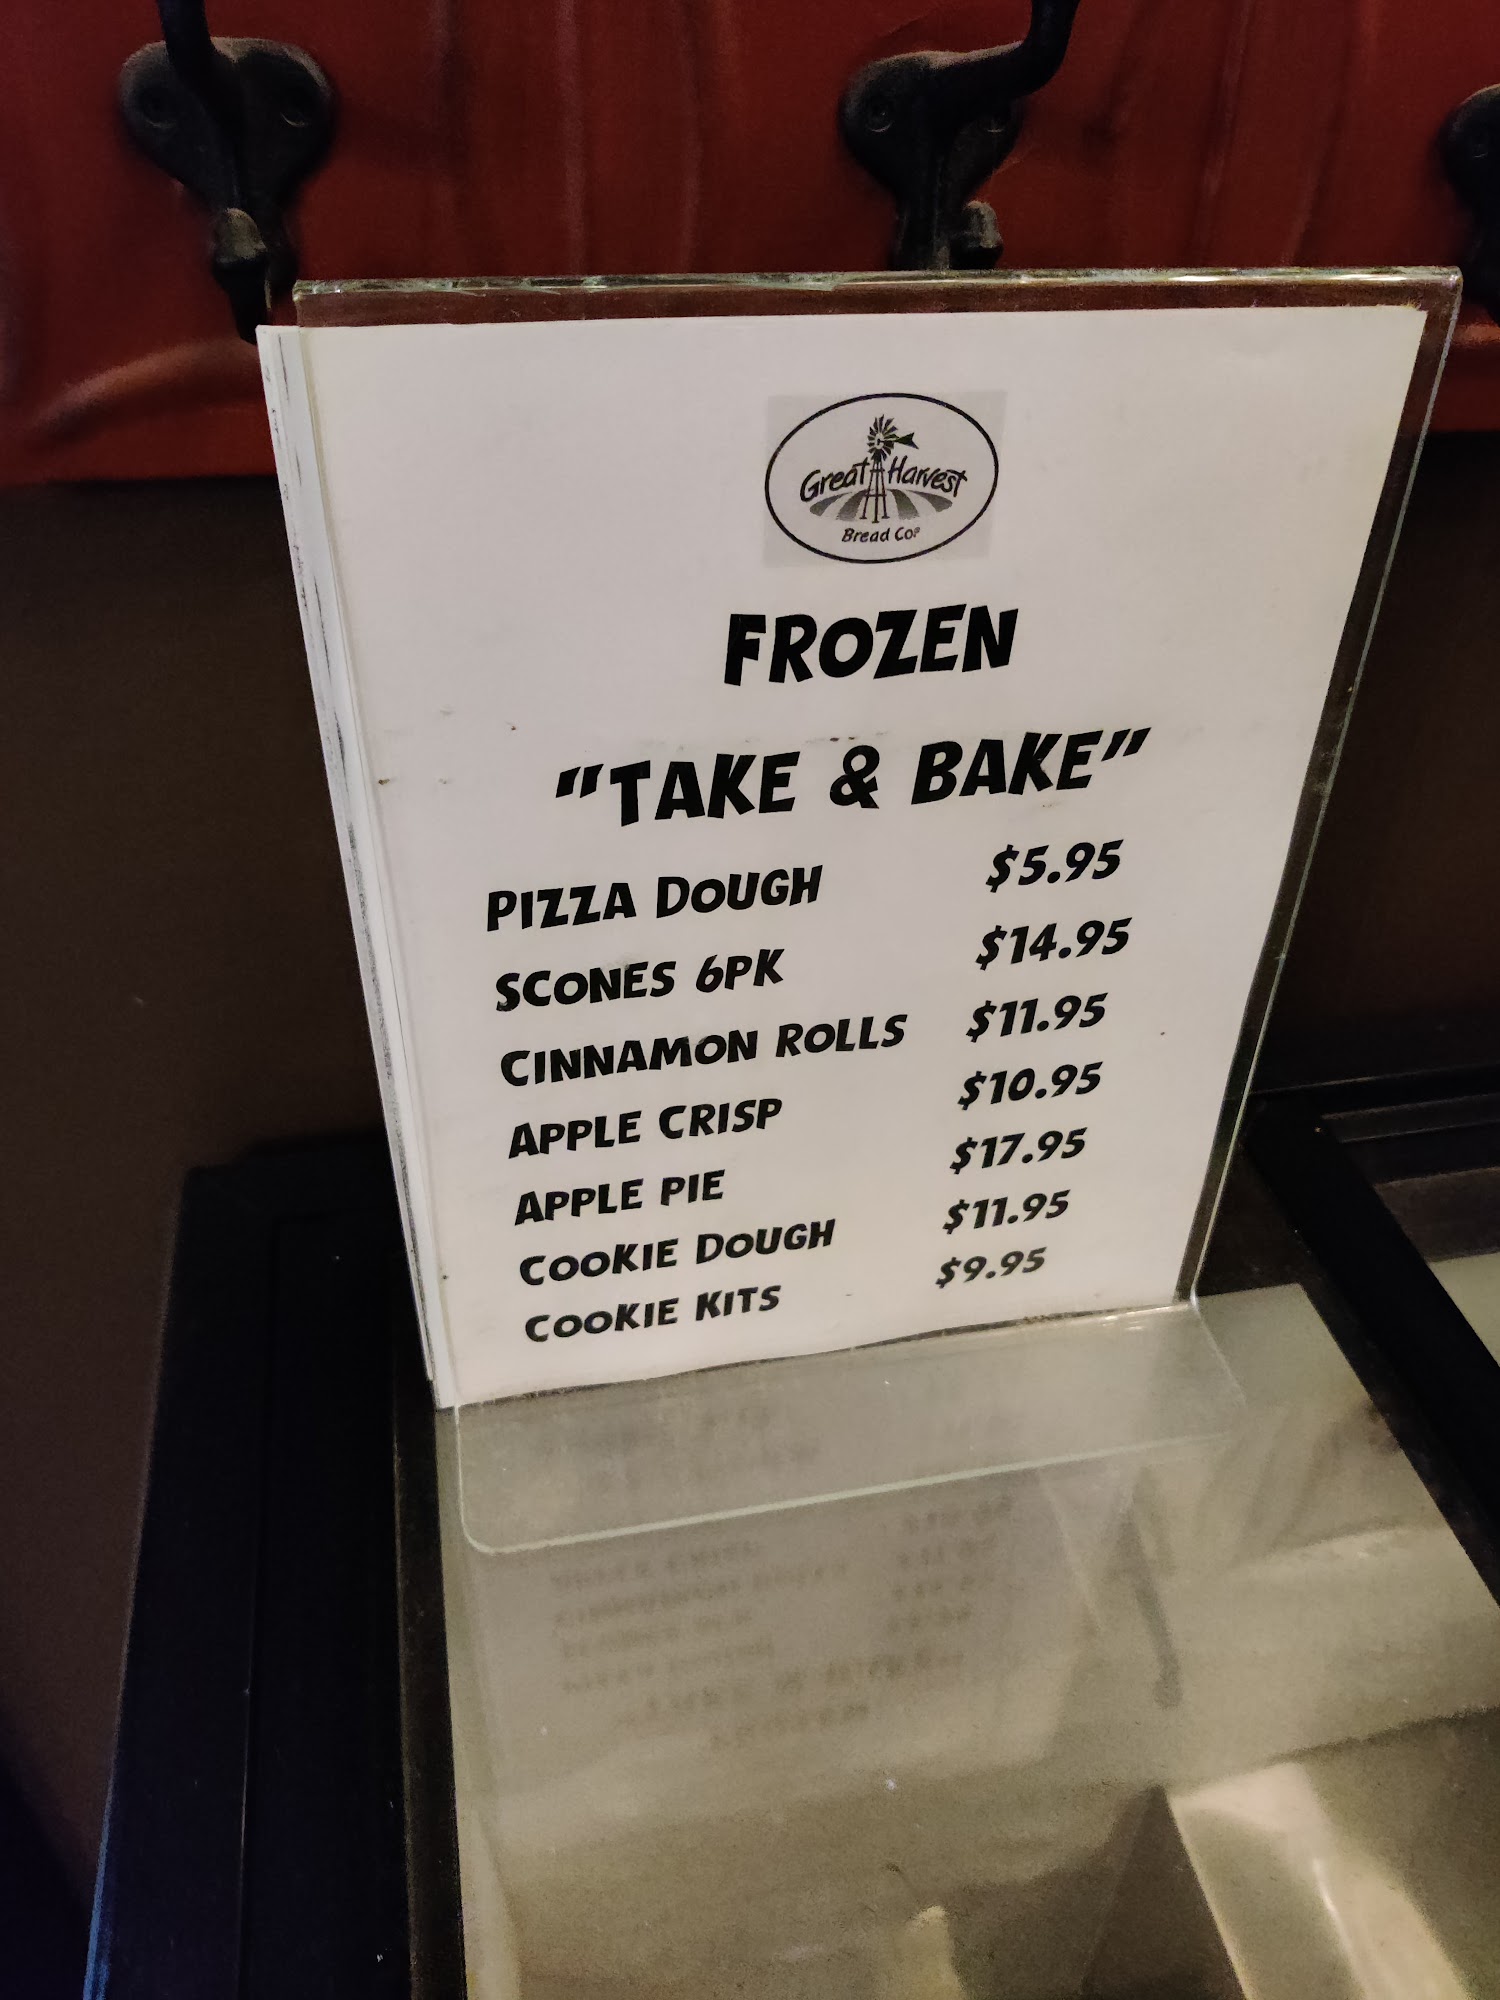 Great Harvest
Bread Co.
FROZEN
"TAKE & BAKE"
PIZZA DOUGH $5.95
SCONES 6PK $14.95
CINNAMON ROLLS $11.95
APPLE CRISP $10.95
APPLE PIE $17.95
COOKIE DOUGH $11.95
COOKIE KITS $9.95